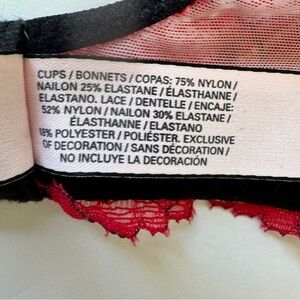 CUPS / BONNETS / COPAS: 75% NYLON /
NAILON 25% ELASTANE / ÉLASTHANNE /
ELASTANO. LACE / DENTELLE / ENCAJE:
52% NYLON / NAILON 30% ELASTANE /
ÉLASTHANNE / ELASTANO
18% POLYESTER / POLIÉSTER. EXCLUSIVE
OF DECORATION / SANS DÉCORATION /
NO INCLUYE LA DECORACIÓN